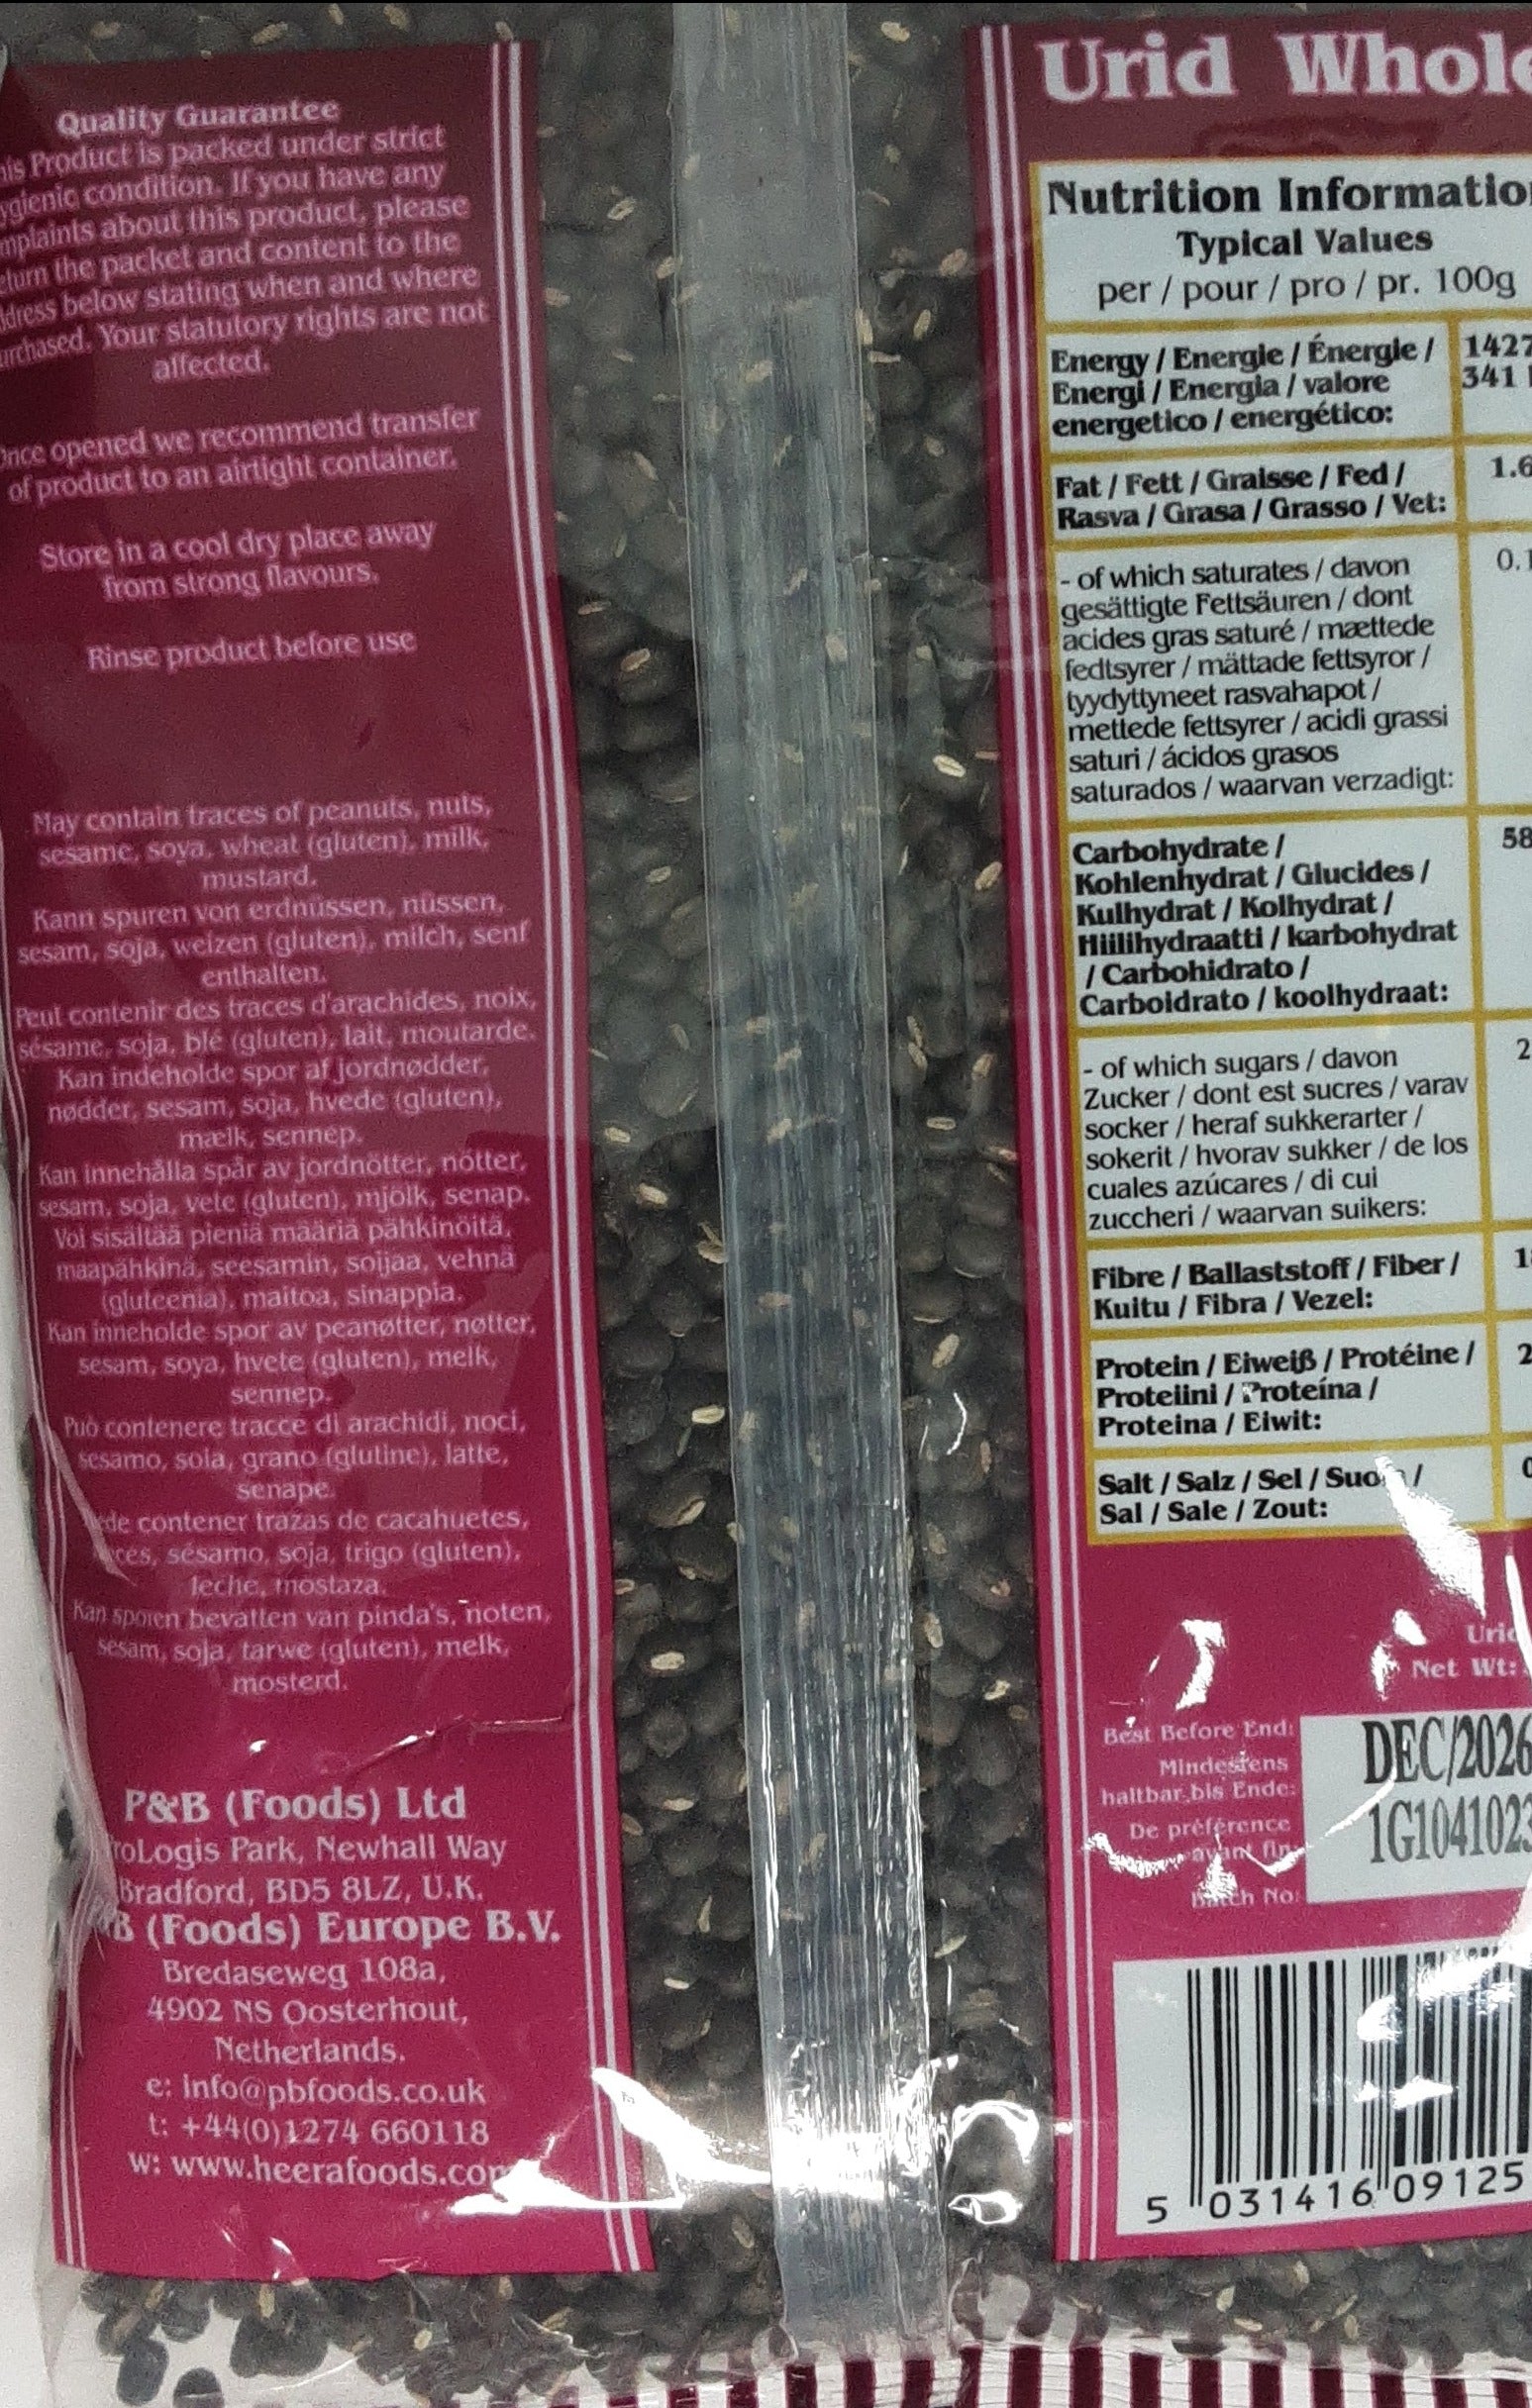 Quality Guarantee
Product is packed under strict
condition. If you have any
about this product, please
the packet and content to the
below stating when and where
Your statutory rights are not
affected.
Once opened we recommend transfer
of product to an airtight container.
Store in a cool dry place away
from strong flavours.
Rinse product before use
May contain traces of peanuts, nuts,
sesame, soya, wheat (gluten), milk,
mustard.
Kann spuren von erdnüssen, nüssen,
sesam, soja, weizen (gluten), milch, senf
enthalten.
Peut contenir des traces d'arachides, noix,
sésame, soja, blé (gluten), lait, moutarde.
Kan indeholde spor af jordnødder,
nødder, sesam, soja, hvede (gluten),
mælk, sennep.
Kan innehålla spår av jordnötter, nötter,
sesam, soja, vete (gluten), mjölk, senap.
Voi sisältää pieniä määriä pähkinöitä,
maapähkinä, seesamin, soijaa, vehnä
(gluteenia), maitoa, sinappia.
Kan inneholde spor av peanøtter, nøtter,
sesam, soya, hvete (gluten), melk,
sennep.
Può contenere tracce di arachidi, noci,
sesamo, soia, grano (glutine), latte,
senape.
contener trazas de cacahuetes,
sésamo, soja, trigo (gluten),
leche, mostaza.
Kan sporen bevatten van pinda's, noten,
sesam, soja, tarwe (gluten), melk,
mosterd.
P&B (Foods) Ltd
Park, Newhall Way
Bradford, BD5 8LZ, U.K.
(Foods) Europe B.V.
Bredaseweg 108a,
4902 NS Oosterhout,
Netherlands.
e: info@pbfoods.co.uk
t: +44(0)1274 660118
w: www.heerafoods.com
Urid Whole
Nutrition Information
Typical Values
per / pour / pro / pr. 100g
Energy / Energie / Énergie / 1427
Energi / Energia / valore 341
energetico / energético:
Fat / Fett / Graisse / Fed / 1.6
Rasva / Grasa / Grasso / Vet:
- of which saturates / davon 0.1
gesättigte Fettsäuren / dont
acides gras saturé / mættede
fedtsyrer / mättade fettsyror /
tyydyttyneet rasvahapot /
mettede fettsyrer / acidi grassi
saturi / ácidos grasos
saturados / waarvan verzadigt:
Carbohydrate / 58
Kohlenhydrat / Glucides /
Kulhydrat / Kolhydrat /
Hiilihydraatti / karbohydrat
/ Carbohidrato /
Carboidrato / koolhydraat:
- of which sugars / davon
Zucker / dont est sucres / varav
socker / heraf sukkerarter /
sokerit / hvorav sukker / de los
cuales azúcares / di cui
zuccheri / waarvan suikers:
Fibre / Ballaststoff / Fiber /
Kuitu / Fibra / Vezel:
Protein / Eiweiß / Protéine /
Proteiini / Proteína /
Proteina / Eiwit:
Salt / Salz / Sel /
Sal / Sale / Zout:
Urid
Net Wt:
Best Before End: DEC/2026
Mindestens
haltbar bis Ende: 1G1041023
De préférence
avant fin
Batch No:
5 031416 09125